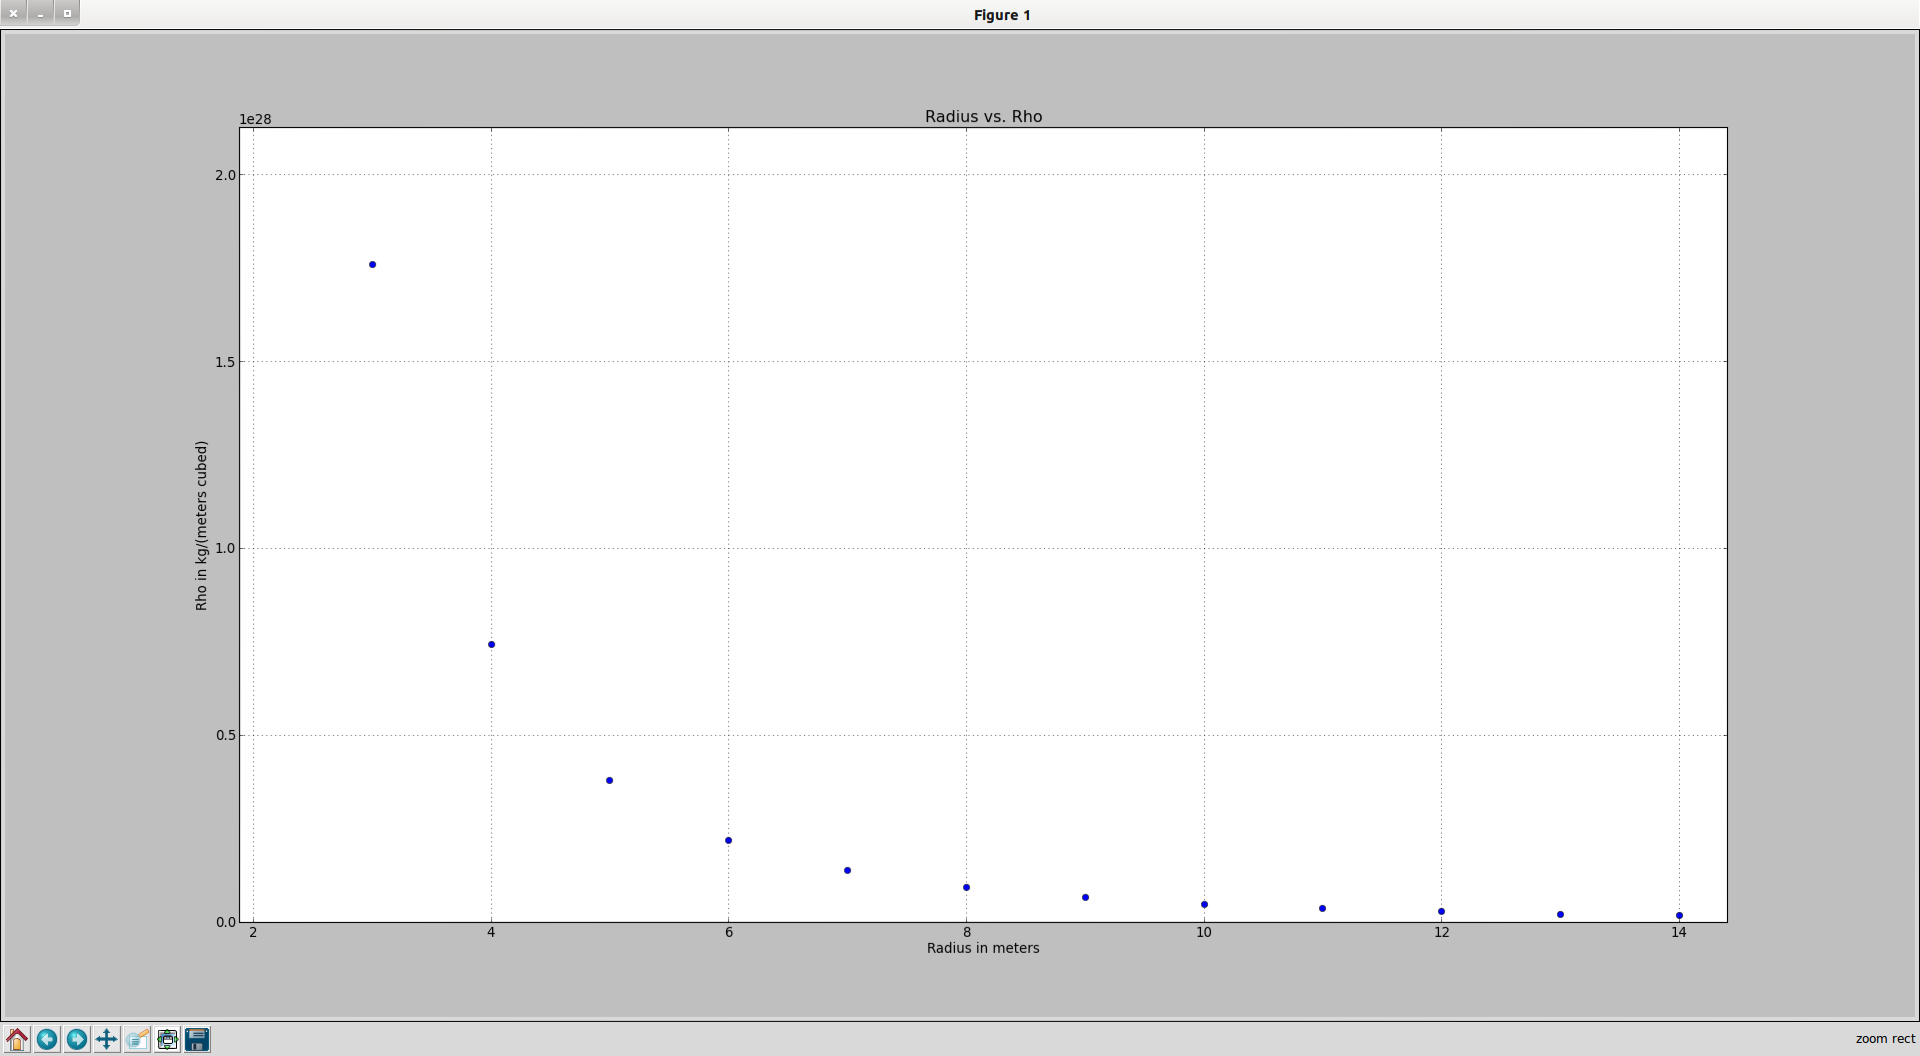 Figure 1
Radius vs. Rho
1e28
2.0
1.5
1.0
0.5
0.0
Rho in kg/(meters cubed)
2 4 6 8 10 12 14
Radius in meters
zoom rect